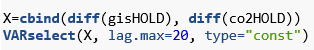 X=cbind(diff(gisHOLD), diff(co2HOLD))
VARselect(X, lag.max=20, type="const")